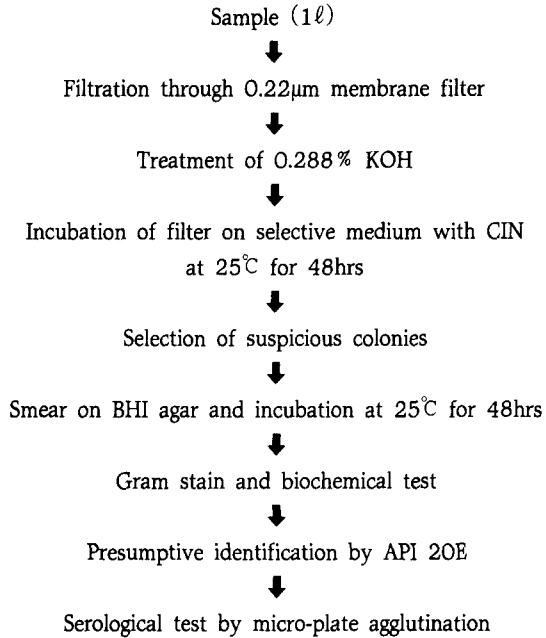 Sample (1ℓ)
Filtration through 0.22μm membrane filter
Treatment of 0.288% KOH
Incubation of filter on selective medium with CIN
at 25℃ for 48hrs
Selection of suspicious colonies
Smear on BHI agar and incubation at 25℃ for 48hrs
Gram stain and biochemical test
Presumptive identification by API 20E
Serological test by micro-plate agglutination